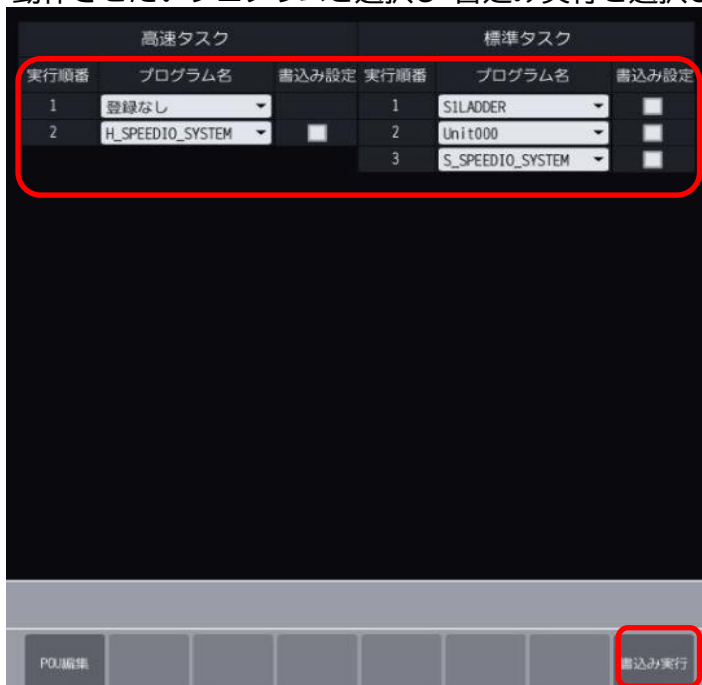 高速タスク 標準タスク
実行順番 プログラム名 書込み設定 実行順番 プログラム名 書込み設定
1 登録なし 1 S1LADDER
2 H_SPEEDIO_SYSTEM 2 Unit000
3 S_SPEEDIO_SYSTEM
POU編集 書込み実行